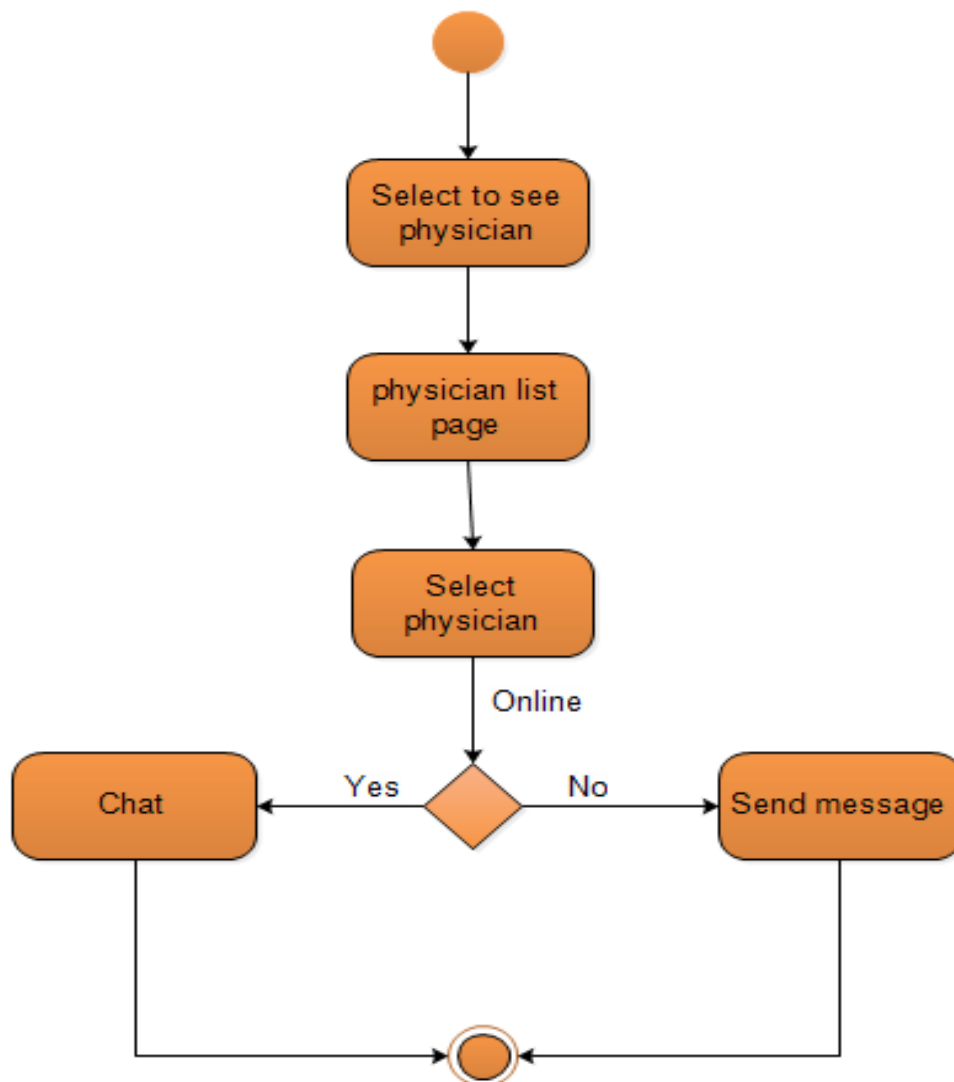 Select to see
physician
physician list
page
Select
physician
Online
Yes
No
Chat
Send message